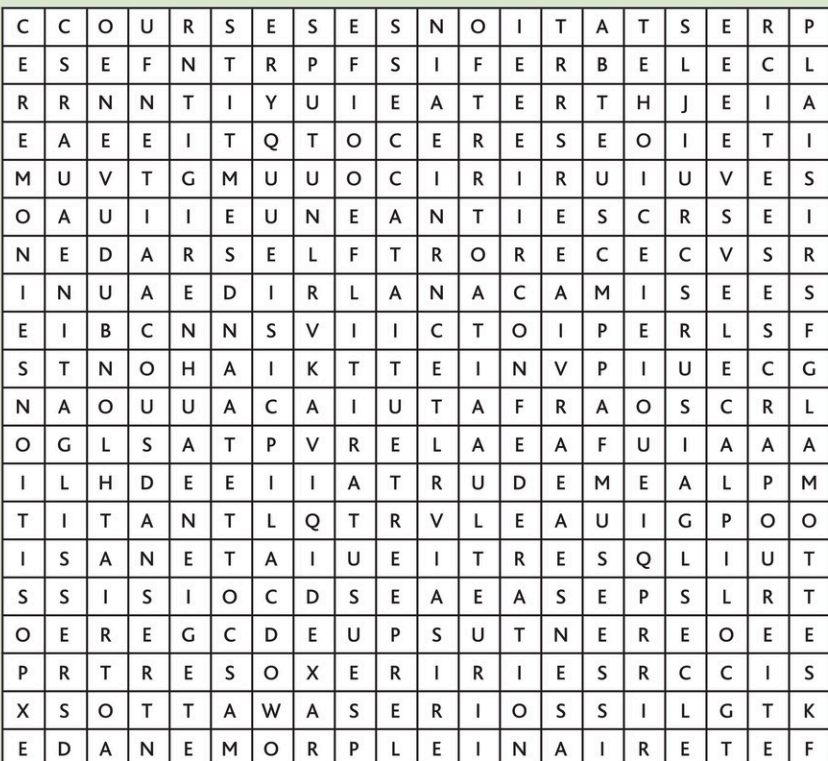 C C O U R S E S E S N O I T A T S E R P
E S E F N T R P F S I F E R B E L E C L
R R N N T I Y U I E A T E R T H J E I A
E A E E I T Q T O C E R E S E O I E T I
M U V T G M U U O C I R I R U I U V E S
O A U I I E U N E A N T I E S C R S E I
N E D A R S E L F T R O R E C E C V S R
I N U A E D I R L A N A C A M I S E E S
E I B C N N S V I I C T O I P E R L S F
S T N O H A I K T T E I N V P I U E C G
N A O U U A C A I U T A F R A O S C R L
O G L S A T P V R E L A E A F U I A A A
I L H D E E I I A T R U D E M E A L P M
T I T A N T L Q T R V L E A U I G P O O
I S A N E T A I U E I T R E S Q L I U T
S S I S I O C D S E A E A S E P S L R T
O E R E G C D E U P S U T N E R E O E E
P R T R E S O X E R I R I E S R C C I S
X S O T T A W A S E R I O S S I L G T K
E D A N E M O R P L E I N A I R E T E F